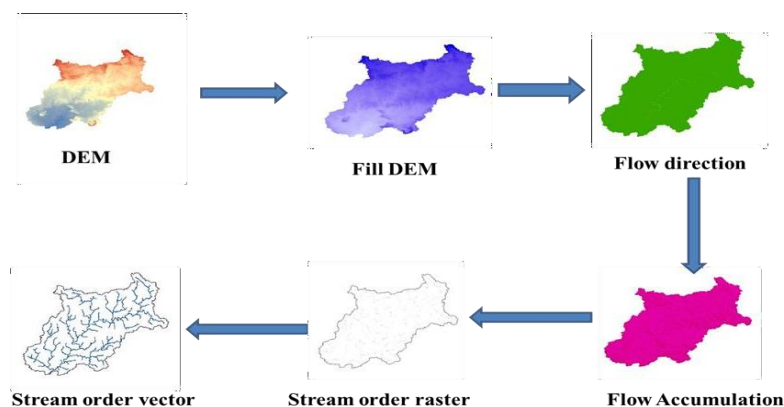 DEM
Fill DEM
Flow direction
Flow Accumulation
Stream order raster
Stream order vector